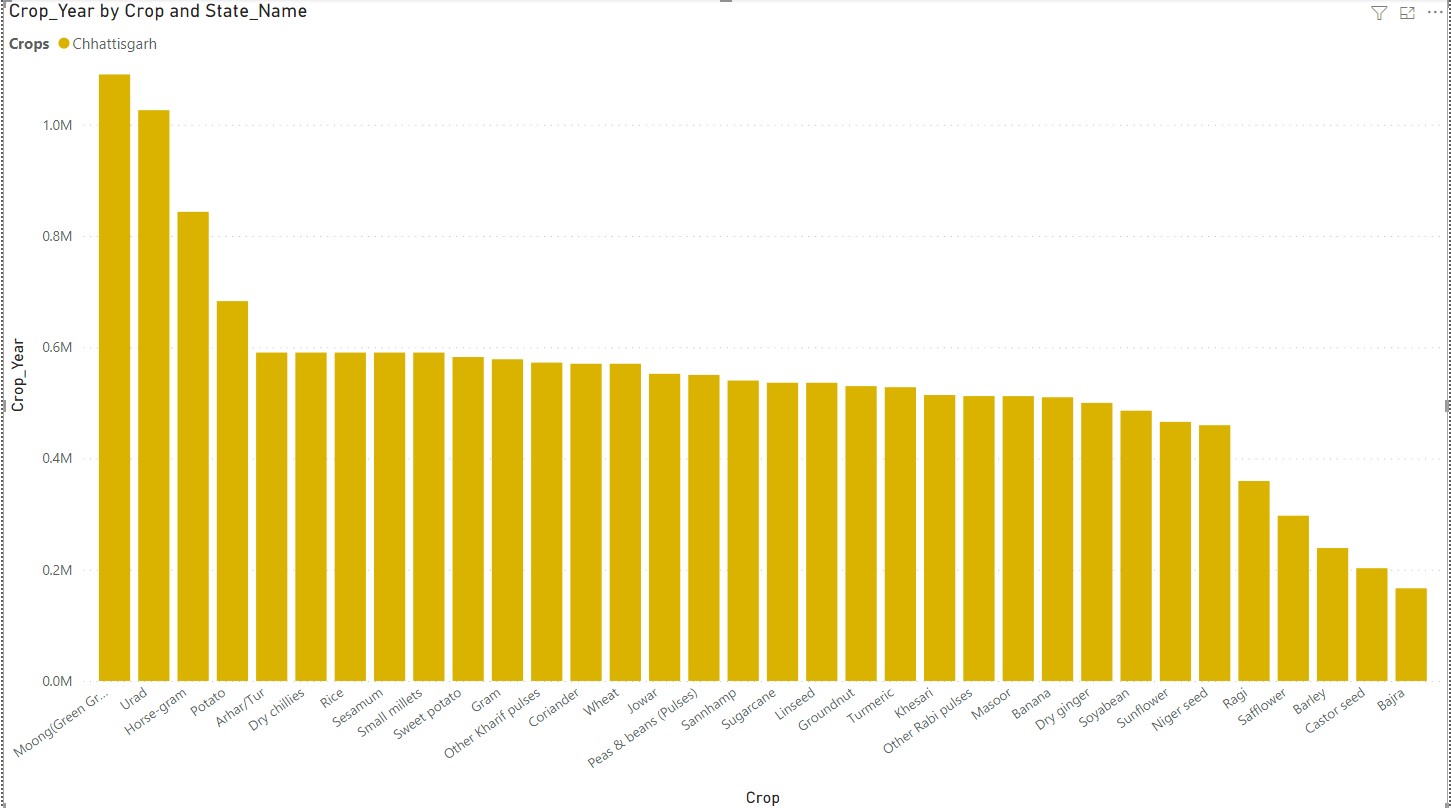 Crop_Year by Crop and State_Name
Crops Chhattisgarh
1.0M
0.8M
0.6M
0.4M
0.2M
0.0M
Crop_Year
Moong(Green Gr...
Urad
Horse-gram
Potato
Arhar/Tur
Dry chillies
Rice
Sesamum
Small millets
Sweet potato
Gram
Other Kharif pulses
Coriander
Wheat
Jowar
Peas & beans (Pulses)
Sannhamp
Sugarcane
Linseed
Groundnut
Turmeric
Khesari
Other Rabi pulses
Masoor
Banana
Dry ginger
Soyabean
Sunflower
Niger seed
Ragi
Safflower
Barley
Castor seed
Bajra
Crop